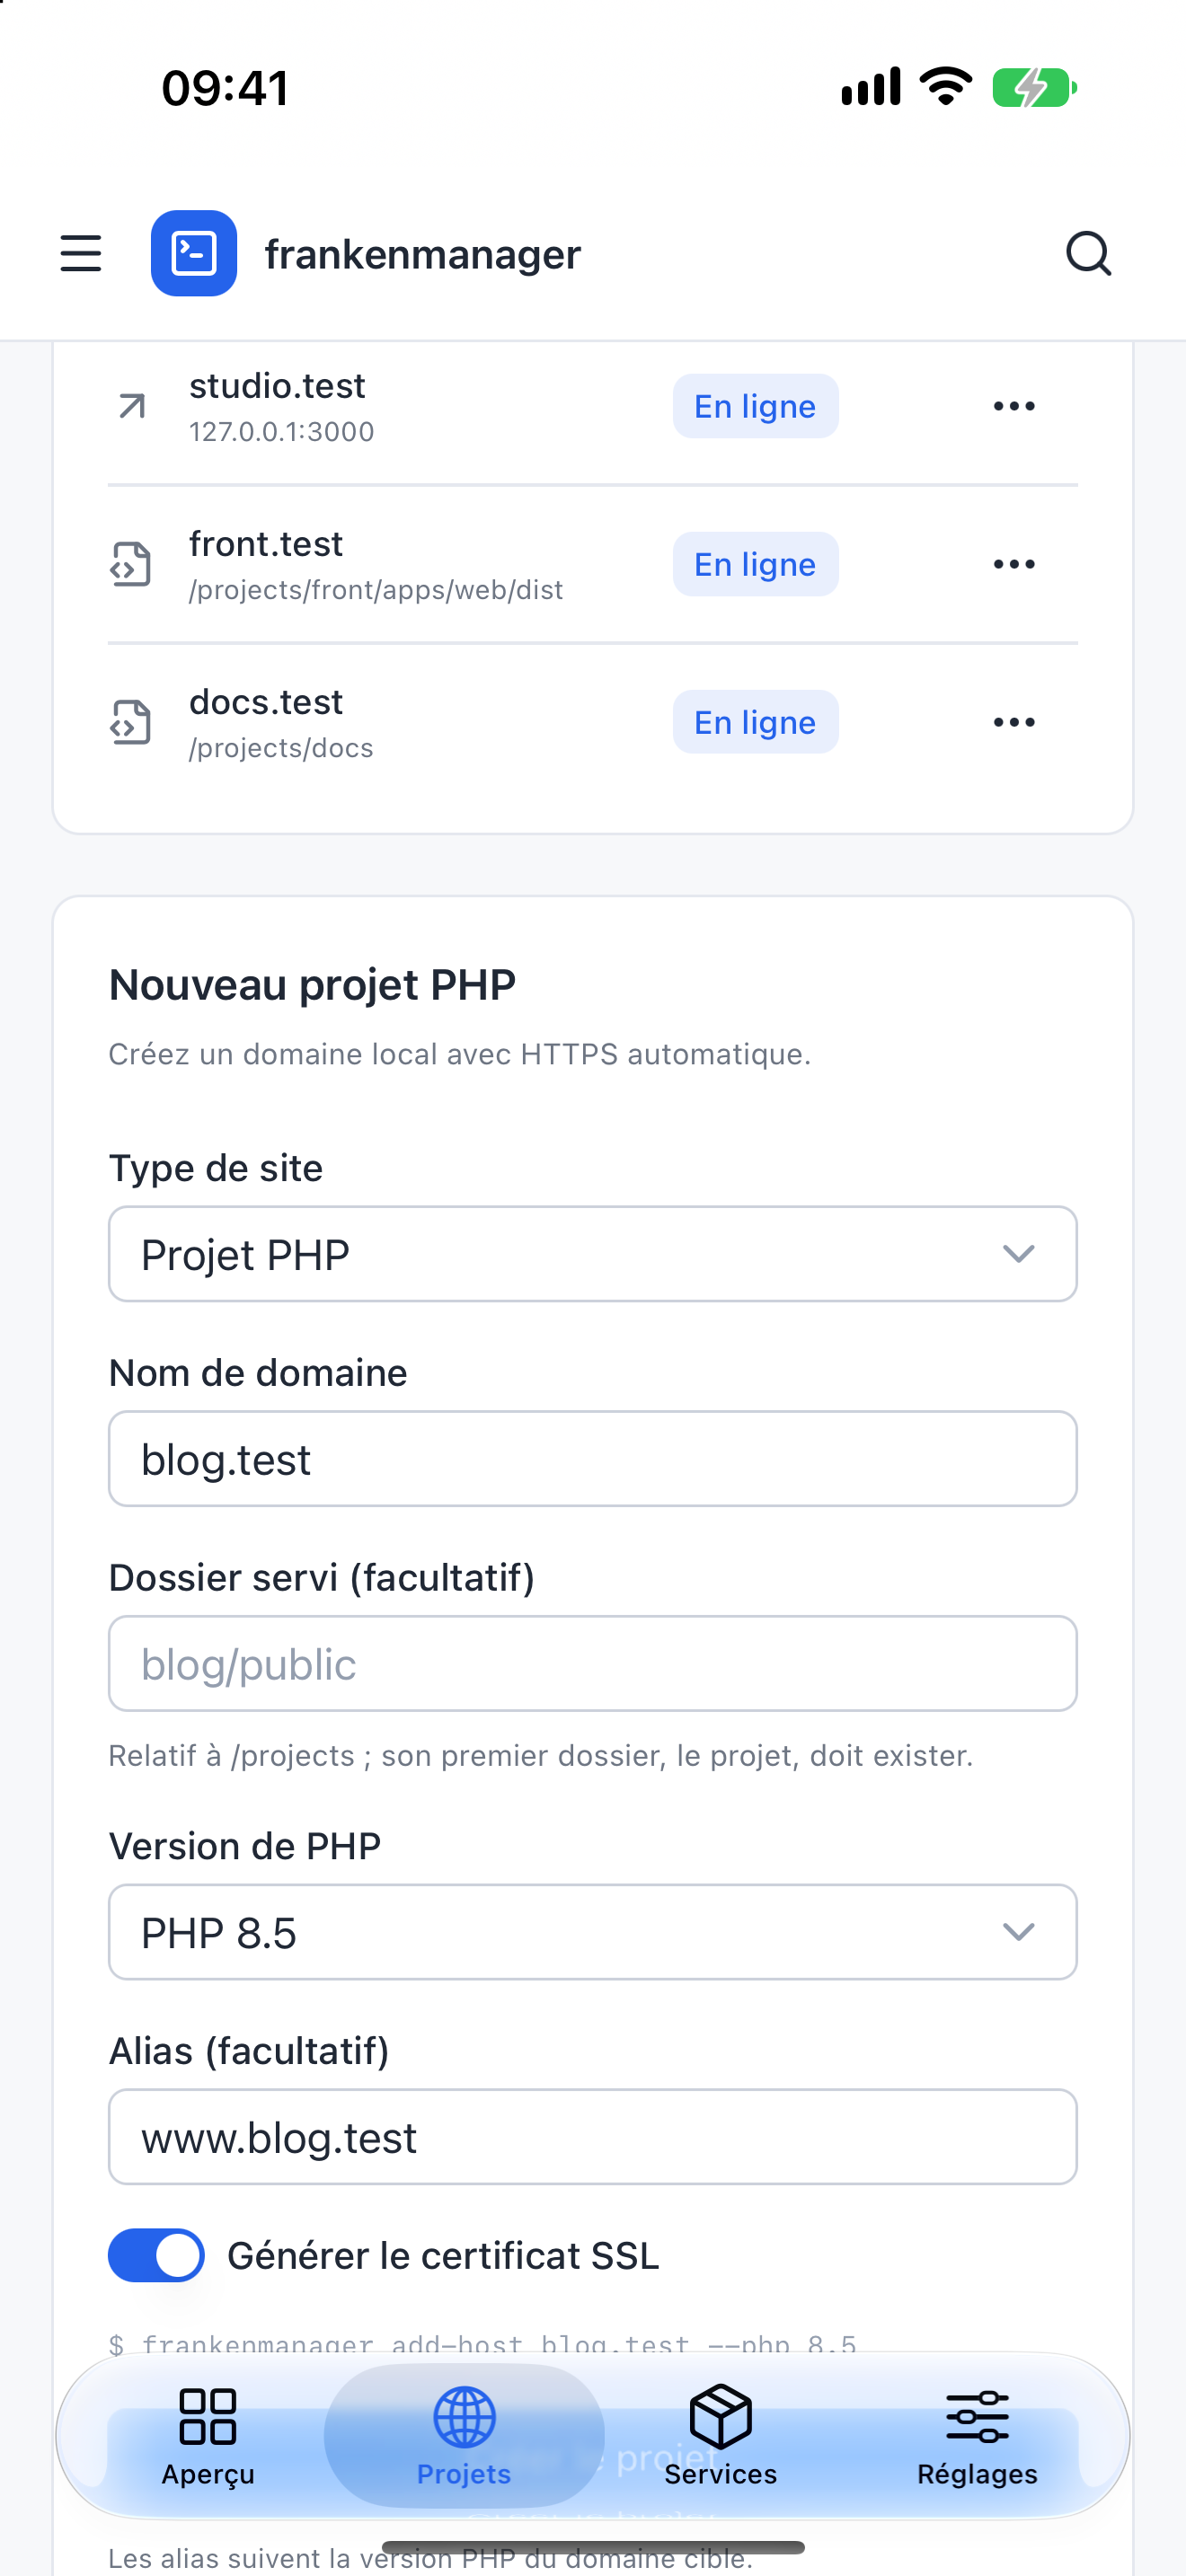 09:41
frankenmanager
studio.test
En ligne
127.0.0.1:3000
front.test
En ligne
/projects/front/apps/web/dist
docs.test
En ligne
/projects/docs
Nouveau projet PHP
Créez un domaine local avec HTTPS automatique.
Type de site
Projet PHP
Nom de domaine
blog.test
Dossier servi (facultatif)
blog/public
Relatif à /projects ; son premier dossier, le projet, doit exister.
Version de PHP
PHP 8.5
Alias (facultatif)
www.blog.test
Générer le certificat SSL
$ frankenmanager add-host blog.test --php 8.5
le projet
Aperçu
Projets
Services
Réglages
Les alias suivent la version PHP du domaine cible.